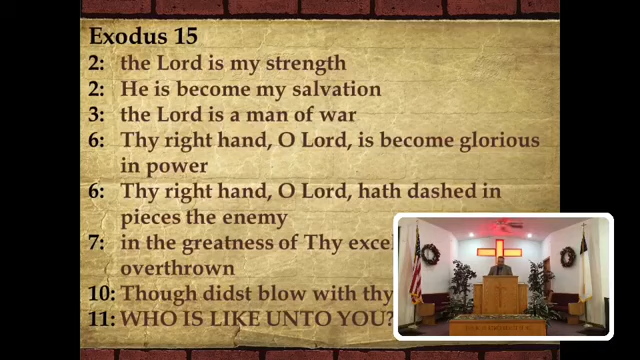 Exodus 15
2: the Lord is my strength
2: He is become my salvation
3: the Lord is a man of war
6: Thy right hand, O Lord, is become glorious
in power
6: Thy right hand, O Lord, hath dashed in
pieces the enemy
7: in the greatness of Thy
overthrown
10: Though didst blow with thy
11: WHO IS LIKE UNTO YOU?